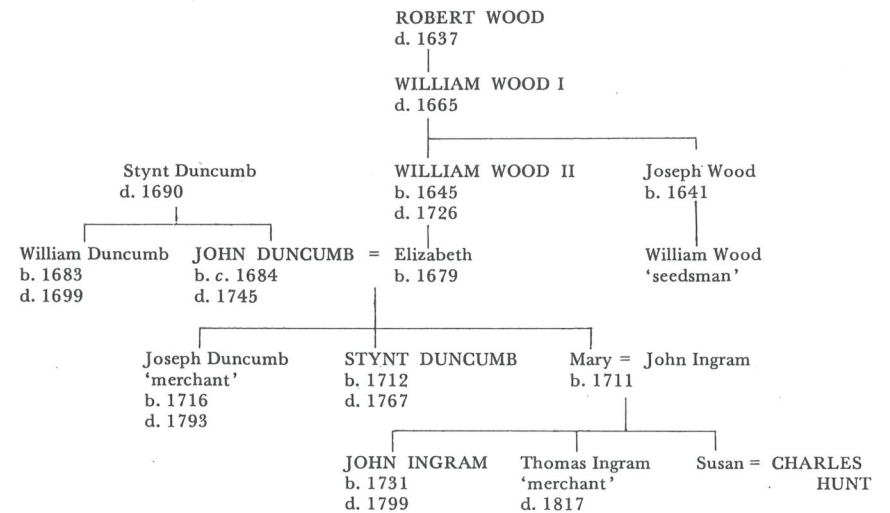 ROBERT WOOD
d. 1637
WILLIAM WOOD I
d. 1665
Stynt Duncumb
d. 1690
WILLIAM WOOD II
b. 1645
d. 1726
Joseph Wood
b. 1641
William Duncumb
b. 1683
d. 1699
JOHN DUNCUMB = Elizabeth
b. c. 1684
d. 1745
b. 1679
William Wood
‘seedsman’
Joseph Duncumb
‘merchant’
b. 1716
d. 1793
STYNT DUNCUMB
b. 1712
d. 1767
Mary = John Ingram
b. 1711
JOHN INGRAM
b. 1731
d. 1799
Thomas Ingram
‘merchant’
d. 1817
Susan = CHARLES
HUNT